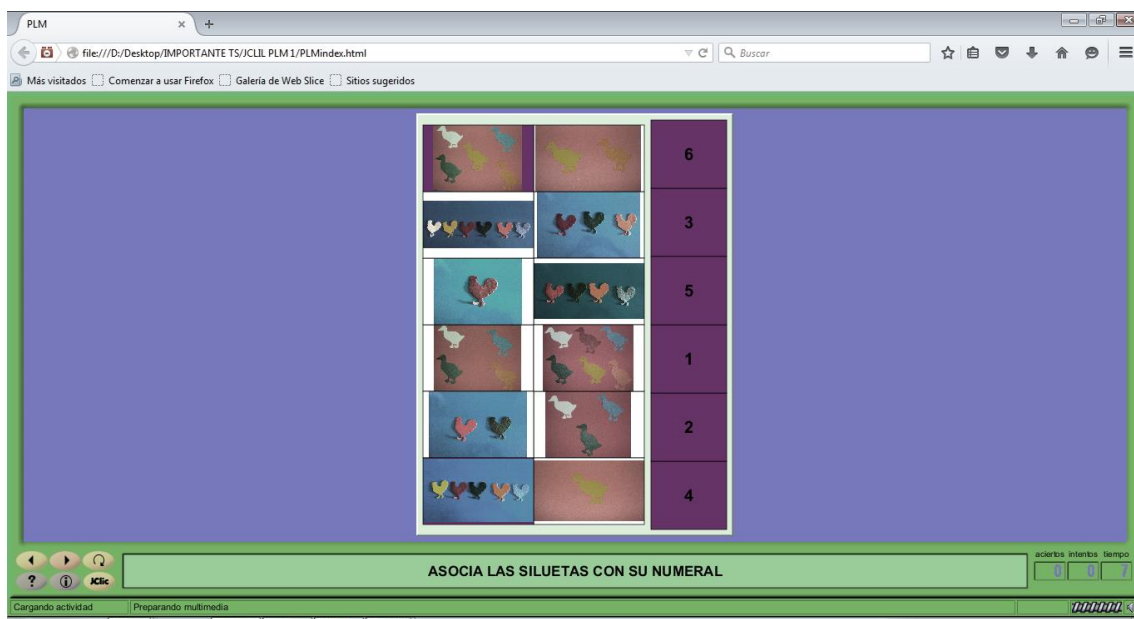 PLM
file:///D:/Desktop/IMPORTANTE TS/JCLIL PLM 1/PLMindex.html
Buscar
Más visitados Comenzar a usar Firefox Galería de Web Slice Sitios sugeridos
6
3
5
1
2
4
ASOCIA LAS SILUETAS CON SU NUMERAL
aciertos intentos tiempo
0 0 7
? i JClic
Cargando actividad Preparando multimedia